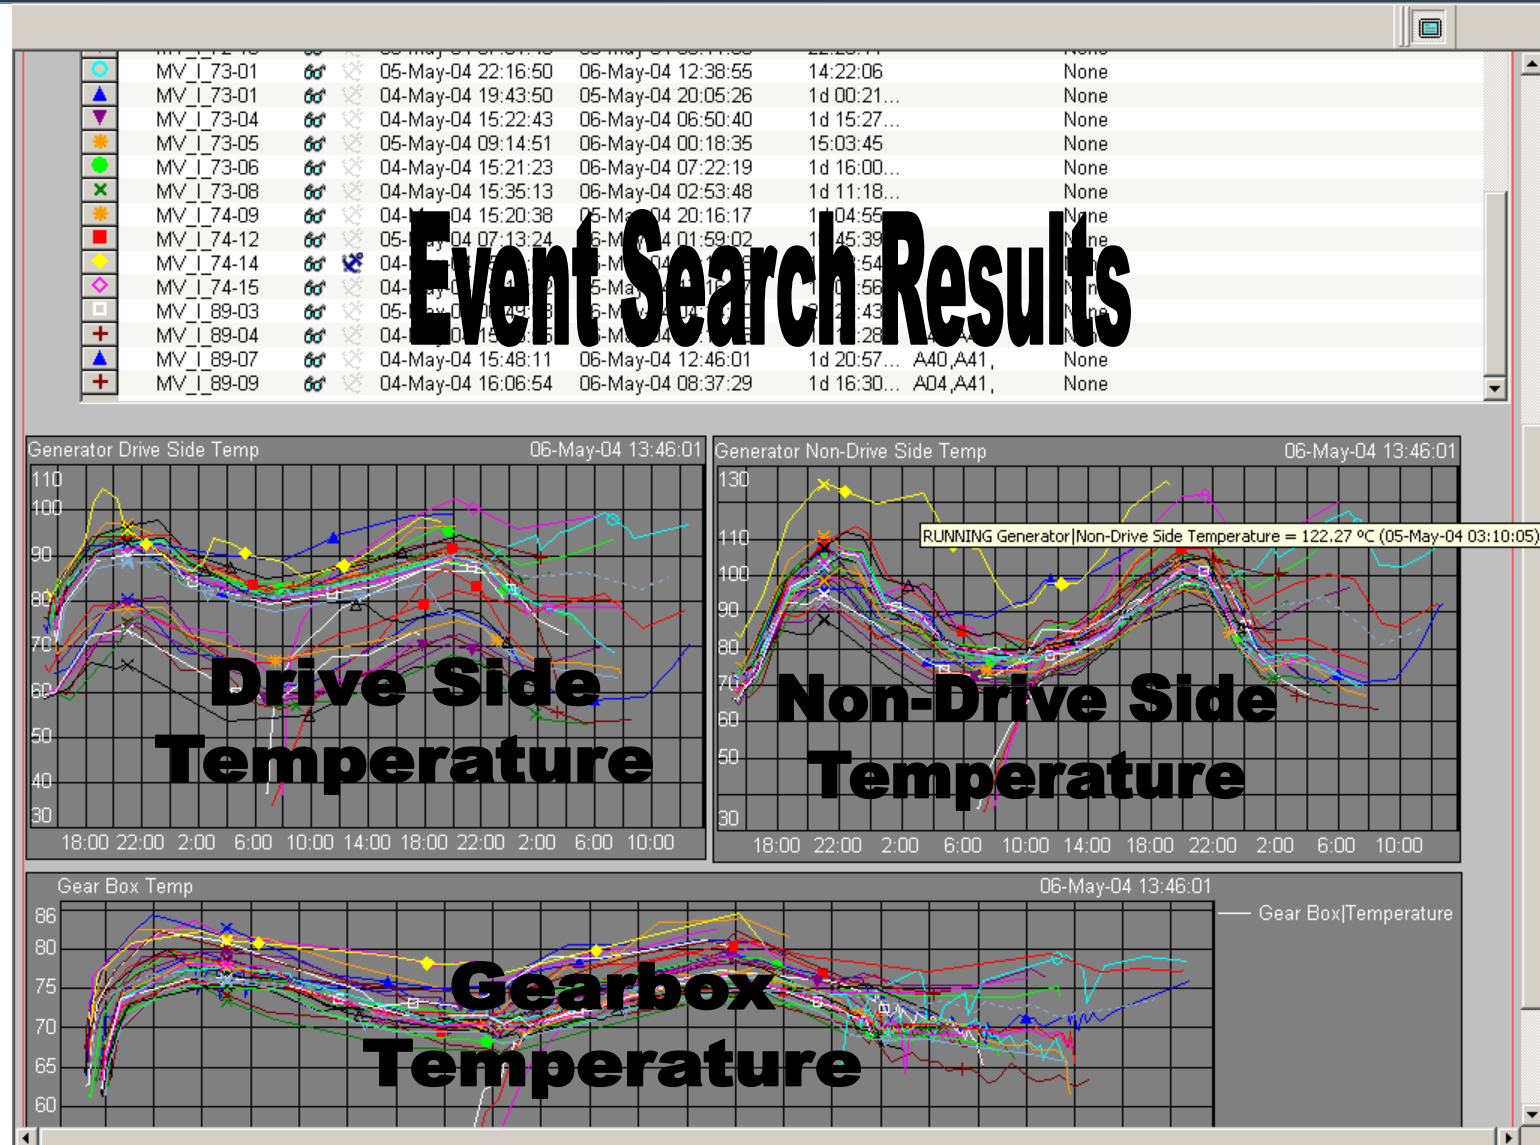 MV_I_73-01 05-May-04 22:16:50 06-May-04 12:38:55 14:22:06 None
MV_I_73-01 04-May-04 19:43:50 05-May-04 20:05:26 1d 00:21... None
MV_I_73-04 04-May-04 15:22:43 06-May-04 06:50:40 1d 15:27... None
MV_I_73-05 05-May-04 09:14:51 06-May-04 00:18:35 15:03:45 None
MV_I_73-06 04-May-04 15:21:23 06-May-04 07:22:19 1d 16:00... None
MV_I_73-08 04-May-04 15:35:13 06-May-04 02:53:48 1d 11:18... None
MV_I_74-09 15:20:38 20:16:17 None
MV_I_74-12 07:13:24 01:59:02
MV_I_74-14
MV_I_74-15
MV_I_89-03
MV_I_89-04 None
MV_I_89-07 04-May-04 15:48:11 06-May-04 12:46:01 1d 20:57... A40,A41, None
MV_I_89-09 04-May-04 16:06:54 06-May-04 08:37:29 1d 16:30... A04,A41, None
Event Search Results
Generator Drive Side Temp 06-May-04 13:46:01
110
100
90
80
70
60
50
40
30
Drive Side
Temperature
18:00 22:00 2:00 6:00 10:00 14:00 18:00 22:00 2:00 6:00 10:00
Generator Non-Drive Side Temp 06-May-04 13:46:01
130
RUNNING Generator|Non-Drive Side Temperature = 122.27 ºC (05-May-04 03:10:05)
110
100
90
80
70
60
50
30
Non-Drive Side
Temperature
18:00 22:00 2:00 6:00 10:00 14:00 18:00 22:00 2:00 6:00 10:00
Gear Box Temp 06-May-04 13:46:01
Gear Box|Temperature
86
80
75
70
65
60
Gearbox
Temperature